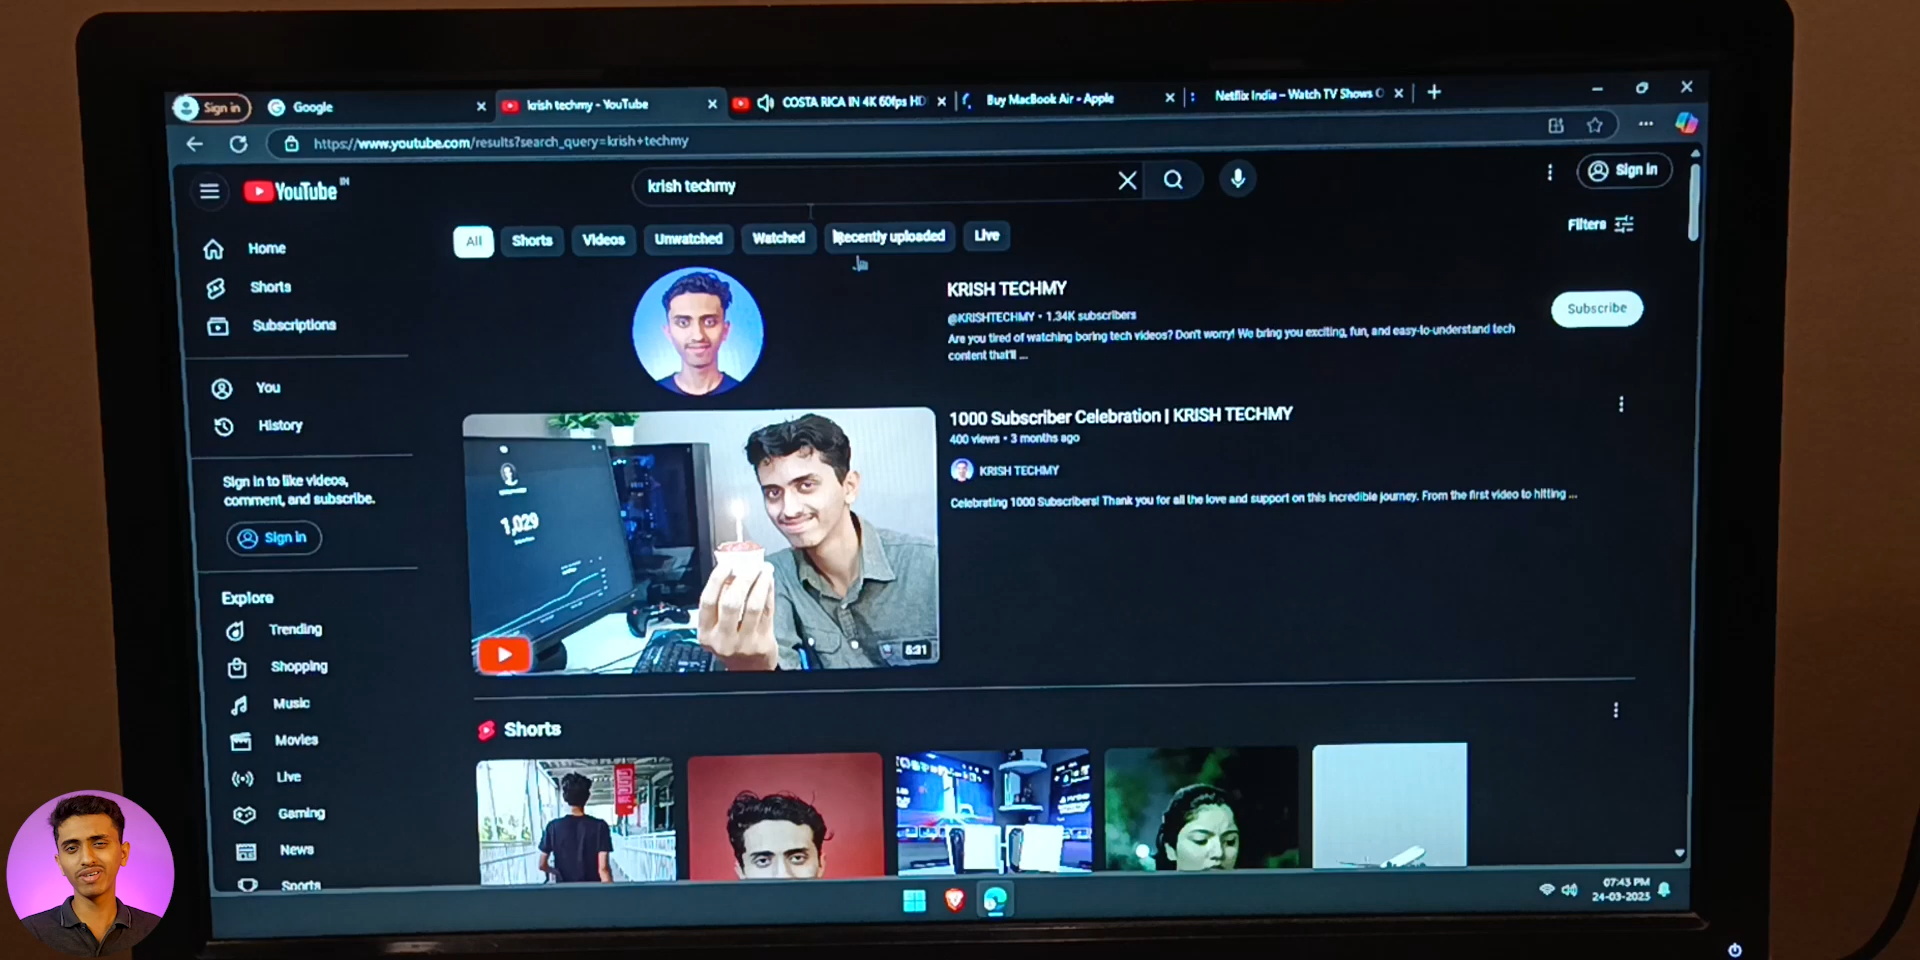 Sign in
Google
krish techmy - YouTube
COSTA RICA IN 4K 60fps HD
Buy MacBook Air - Apple
Netflix India – Watch TV Shows O
https://www.youtube.com/results?search_query=krish+techmy
YouTube IN
krish techmy
Sign in
All
Shorts
Videos
Unwatched
Watched
Recently uploaded
Live
Filters
Home
Shorts
Subscriptions
You
History
Sign in to like videos,
comment, and subscribe.
Sign in
Explore
Trending
Shopping
Music
Movies
Live
Gaming
News
Sports
KRISH TECHMY
@KRISHTECHMY • 1.34K subscribers
Are you tired of watching boring tech videos? Don't worry! We bring you exciting, fun, and easy-to-understand tech
content that'll ...
Subscribe
1000 Subscriber Celebration | KRISH TECHMY
400 views • 3 months ago
KRISH TECHMY
Celebrating 1000 Subscribers! Thank you for all the love and support on this incredible journey. From the first video to hitting ...
1,029
5:31
Shorts
07:43 PM
24-03-2025